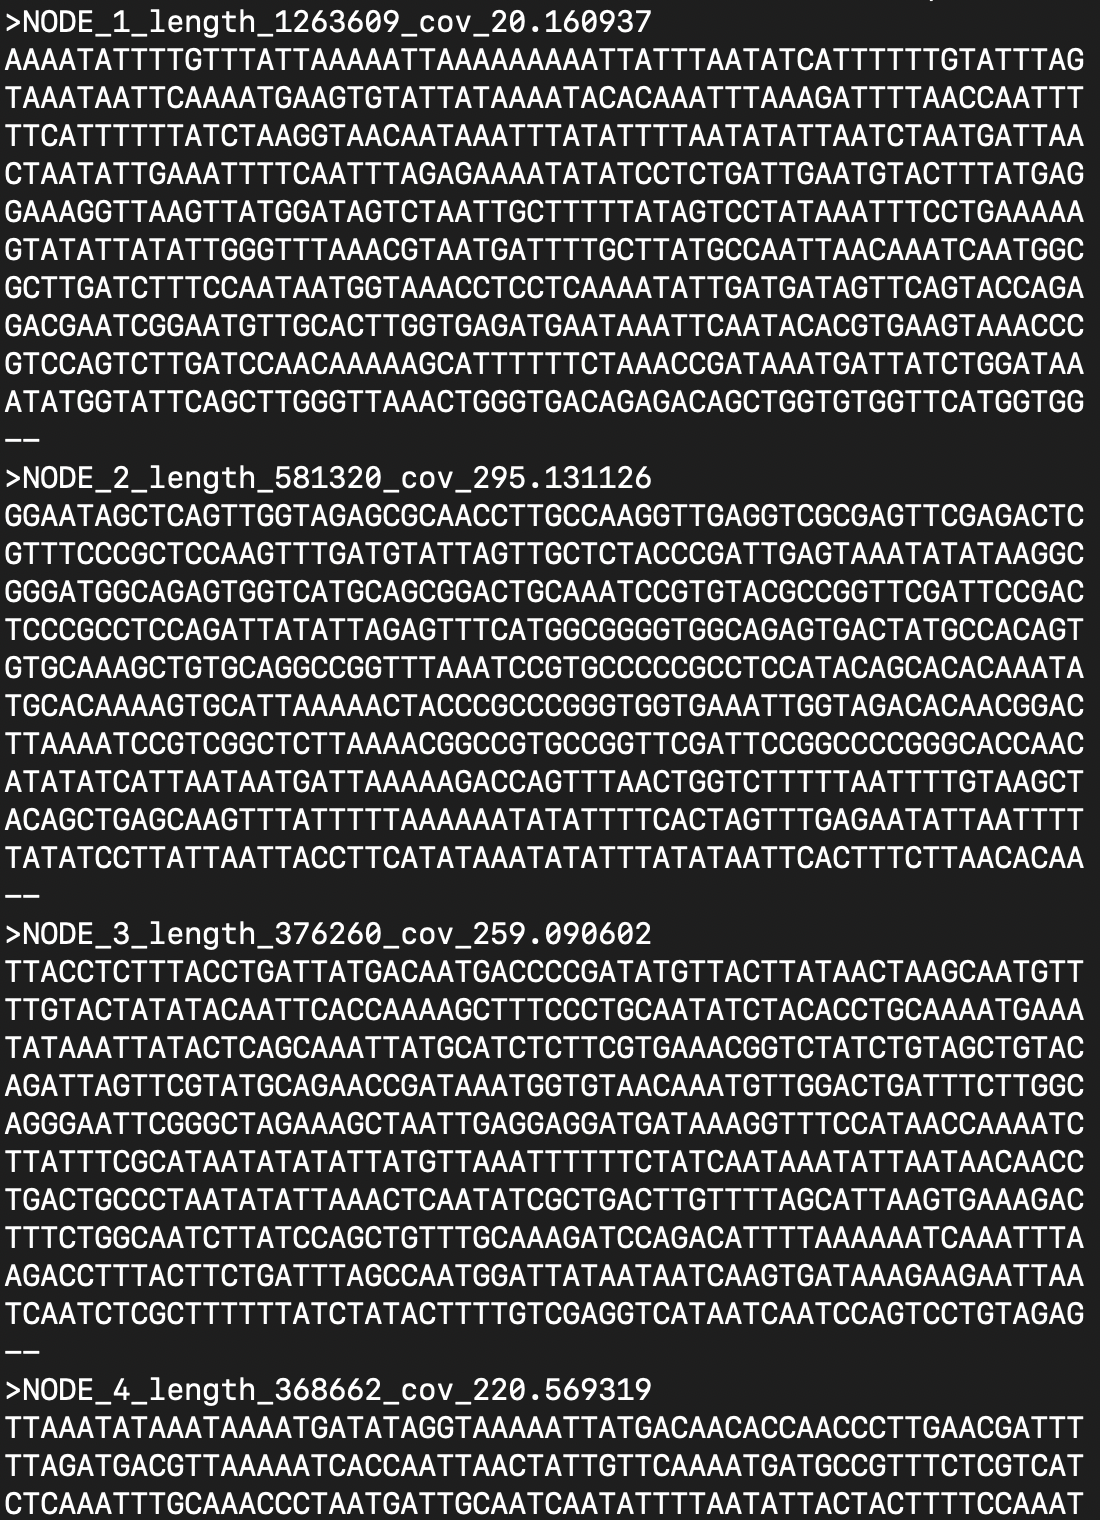 >NODE_1_length_1263609_cov_20.160937
AAAATATTTTGTTTATTAAAAATTAAAAAAAAATTATTTAATATCATTTTTTGTATTTAG
TAAATAATTCAAAATGAAGTGTATTATAAAATACACAAATTTAAAGATTTTAACCAATTT
TTCATTTTTTATCTAAGGTAACAATAAATTTATATTTTAATATATTAATCTAATGATTAA
CTAATATTGAAATTTTCAATTTAGAGAAAATATATCCTCTGATTGAATGTACTTTATGAG
GAAAGGTTAAGTTATGGATAGTCTAATTGCTTTTTATAGTCCTATAAATTTCCTGAAAAA
GTATATTATATTGGGTTTAAACGTAATGATTTTGCTTATGCCAATTAACAAATCAATGGC
GCTTGATCTTTCCAATAATGGTAAACCTCCTCAAAATATTGATGATAGTTCAGTACCAGA
GACGAATCGGAATGTTGCACTTGGTGAGATGAATAAATTCAATACACGTGAAGTAAACCC
GTCCAGTCTTGATCCAACAAAAAGCATTTTTTCTAAACCGATAAATGATTATCTGGATAA
ATATGGTATTCAGCTTGGGTTAAACTGGGTGACAGAGACAGCTGGTGTGGTTCATGGTGG
--
>NODE_2_length_581320_cov_295.131126
GGAATAGCTCAGTTGGTAGAGCGCAACCTTGCCAAGGTTGAGGTCGCGAGTTCGAGACTC
GTTTCCCGCTCCAAGTTTGATGTATTAGTTGCTCTACCCGATTGAGTAAATATATAAGGC
GGGATGGCAGAGTGGTCATGCAGCGGACTGCAAATCCGTGTACGCCGGTTCGATTCCGAC
TCCCGCCTCCAGATTATATTAGAGTTTCATGGCGGGGTGGCAGAGTGACTATGCCACAGT
GTGCAAAGCTGTGCAGGCCGGTTTAAATCCGTGCCCCCGCCTCCATACAGCACACAAATA
TGCACAAAAGTGCATTAAAAACTACCCGCCCGGGTGGTGAAATTGGTAGACACAACGGAC
TTAAAATCCGTCGGCTCTTAAAACGGCCGTGCCGGTTCGATTCCGGCCCCGGGCACCAAC
ATATATCATTAATAATGATTAAAAAGACCAGTTTAACTGGTCTTTTTAATTTTGTAAGCT
ACAGCTGAGCAAGTTTATTTTTAAAAAATATATTTTCACTAGTTTGAGAATATTAATTTT
TATATCCTTATTAATTACCTTCATATAAATATATTTATATAATTCACTTTCTTAACACAA
--
>NODE_3_length_376260_cov_259.090602
TTACCTCTTTACCTGATTATGACAATGACCCCGATATGTTACTTATAACTAAGCAATGTT
TTGTACTATATACAATTCACCAAAAGCTTTCCCTGCAATATCTACACCTGCAAAATGAAA
TATAAATTATACTCAGCAAATTATGCATCTCTTCGTGAAACGGTCTATCTGTAGCTGTAC
AGATTAGTTCGTATGCAGAACCGATAAATGGTGTAACAAATGTTGGACTGATTTCTTGGC
AGGGAATTCGGGCTAGAAAGCTAATTGAGGAGGATGATAAAGGTTTCCATAACCAAAATC
TTATTTCGCATAATATATATTATGTTAAATTTTTTCTATCAATAAATATTAATAACAACC
TGACTGCCCTAATATATTAAACTCAATATCGCTGACTTGTTTTAGCATTAAGTGAAAGAC
TTTCTGGCAATCTTATCCAGCTGTTTGCAAAGATCCAGACATTTTAAAAAATCAAATTTA
AGACCTTTACTTCTGATTTAGCCAATGGATTATAATAATCAAGTGATAAAGAAGAATTAA
TCAATCTCGCTTTTTTATCTATACTTTTGTCGAGGTCATAATCAATCCAGTCCTGTAGAG
--
>NODE_4_length_368662_cov_220.569319
TTAAATATAAATAAAATGATATAGGTAAAAATTATGACAACACCAACCCTTGAACGATTT
TTAGATGACGTTAAAAATCACCAATTAACTATTGTTCAAAATGATGCCGTTTCTCGTCAT
CTCAAATTTGCAAACCCTAATGATTGCAATCAATATTTTAATATTACTACTTTTCCAAAT